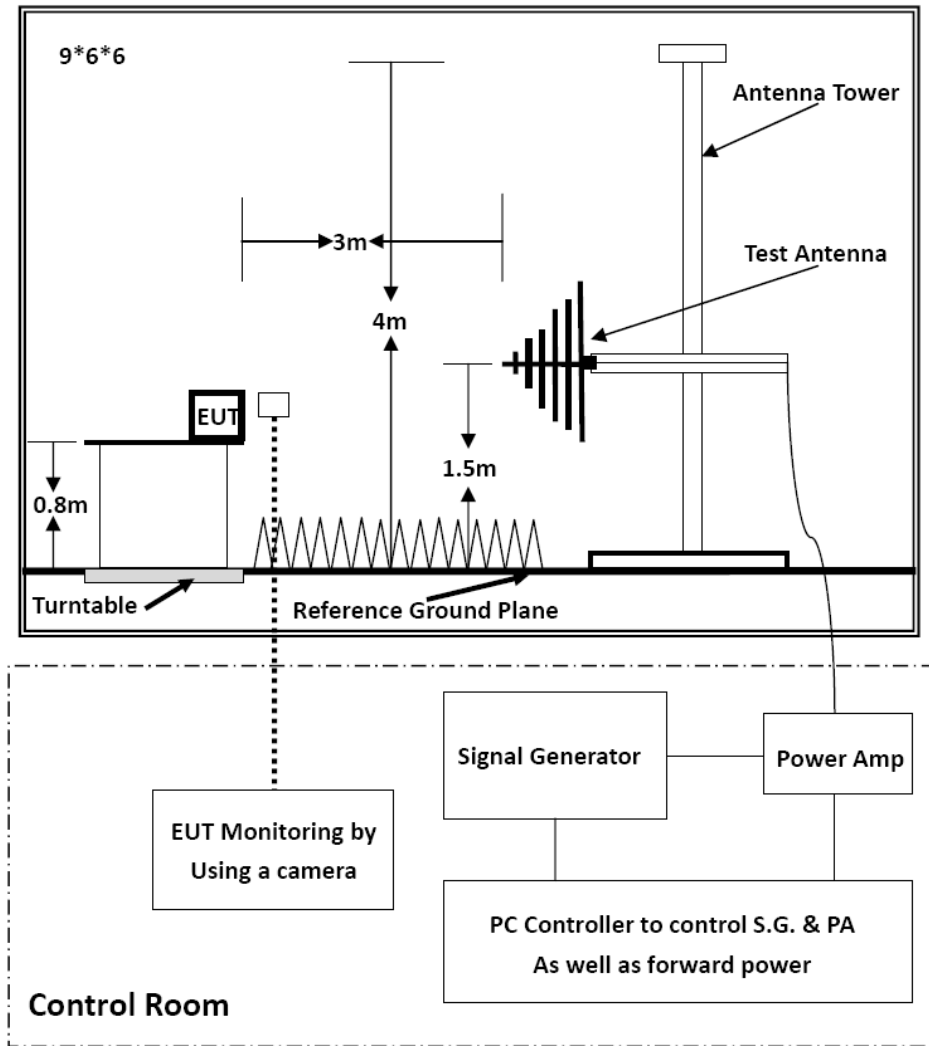 9*6*6
Antenna Tower
3m
Test Antenna
4m
EUT
1.5m
0.8m
Turntable
Reference Ground Plane
Signal Generator
Power Amp
EUT Monitoring by
Using a camera
PC Controller to control S.G. & PA
As well as forward power
Control Room